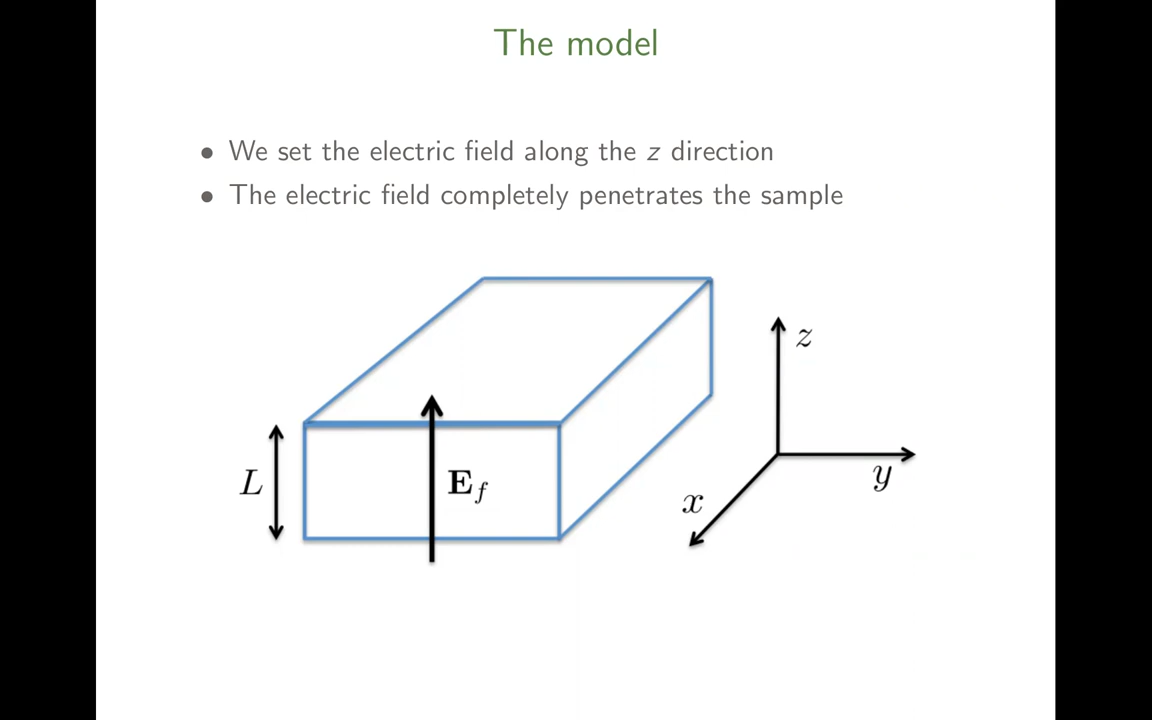 The model
• We set the electric field along the z direction
• The electric field completely penetrates the sample
z
L
E_f
y
x